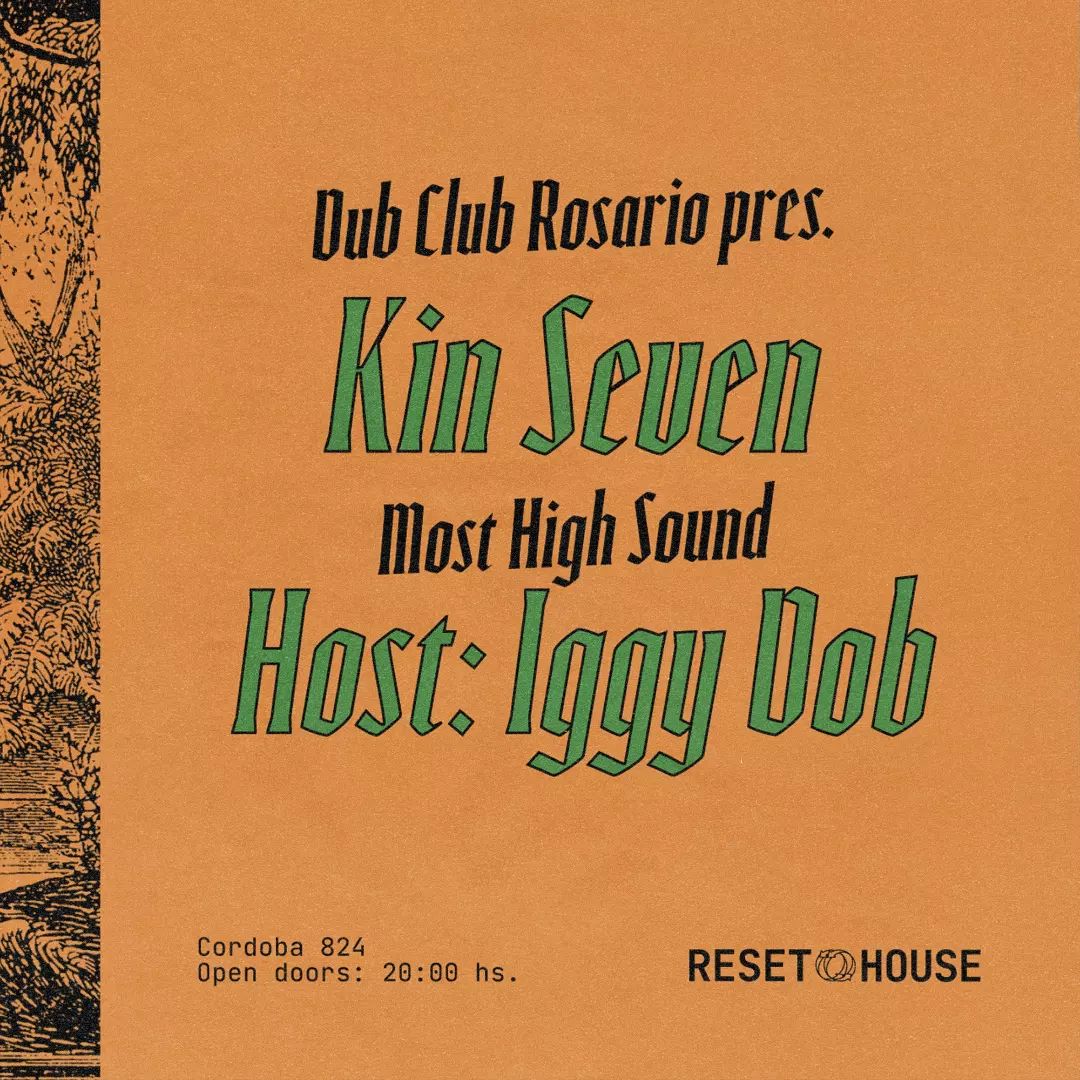 Dub Club Rosario pres.
Kin Seven
Most High Sound
Host: Iggy Dob
Cordoba 824
Open doors: 20:00 hs.
RESET HOUSE